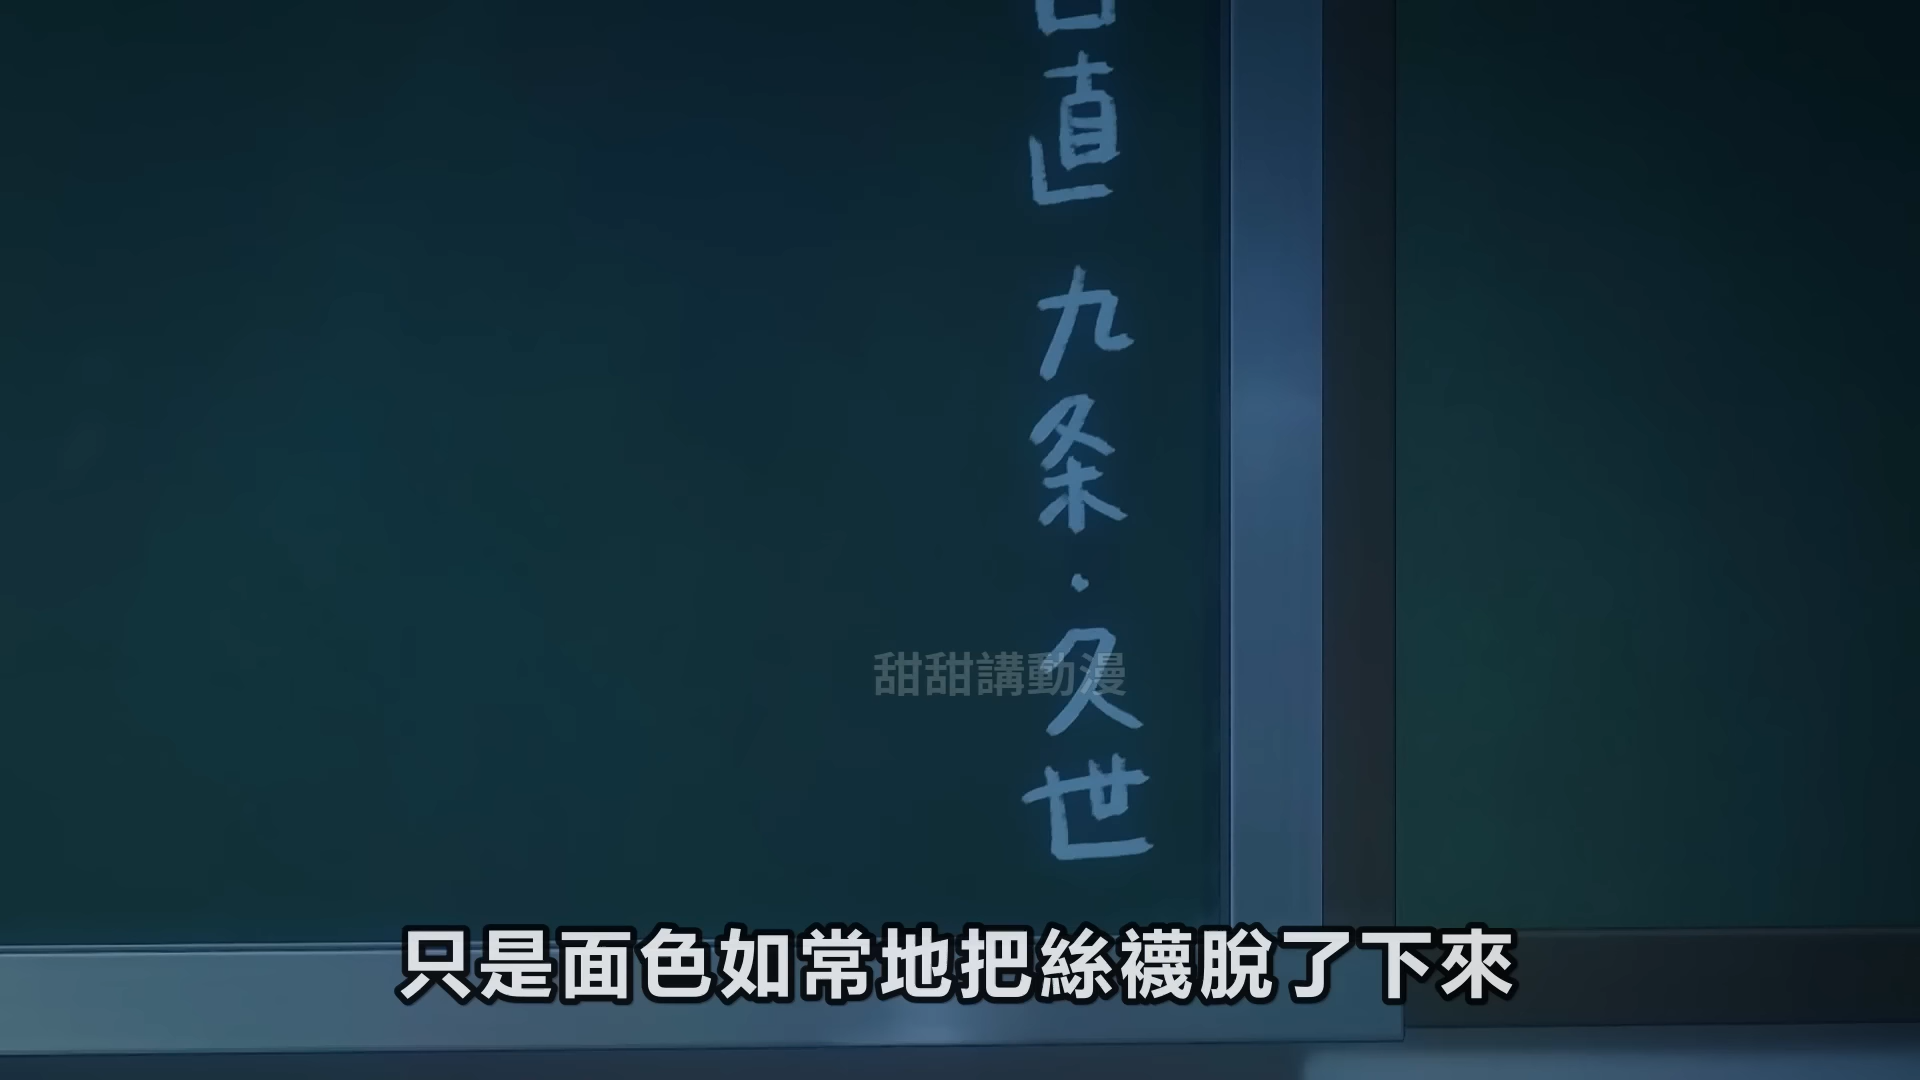 日直 九条・久世
甜甜講動漫
只是面色如常地把絲襪脫了下來